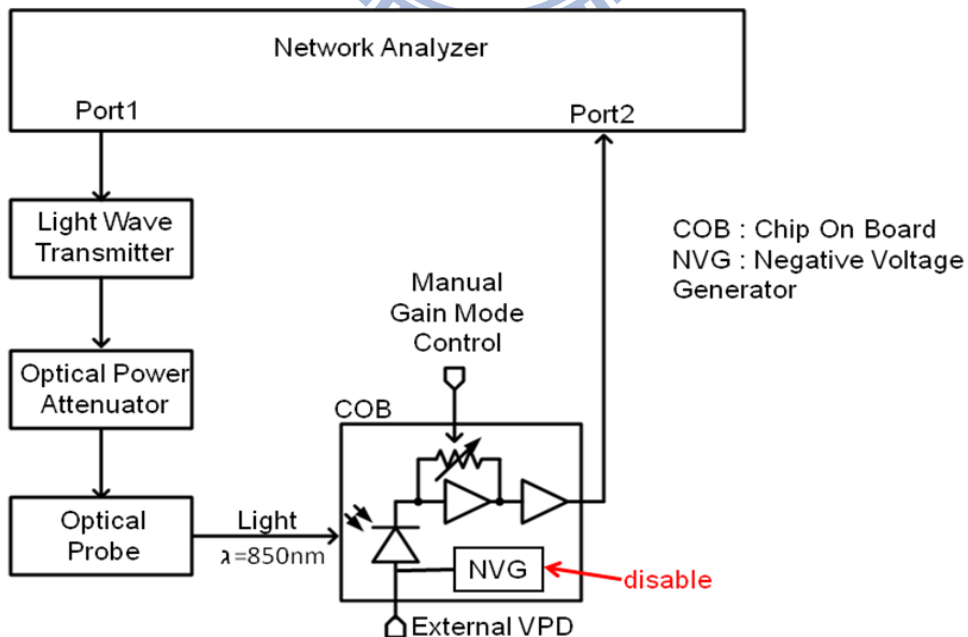 Network Analyzer
Port1
Port2
Light Wave
Transmitter
COB : Chip On Board
NVG : Negative Voltage
Generator
Manual
Gain Mode
Control
Optical Power
Attenuator
COB
Optical
Probe
Light
λ=850nm
NVG
disable
External VPD